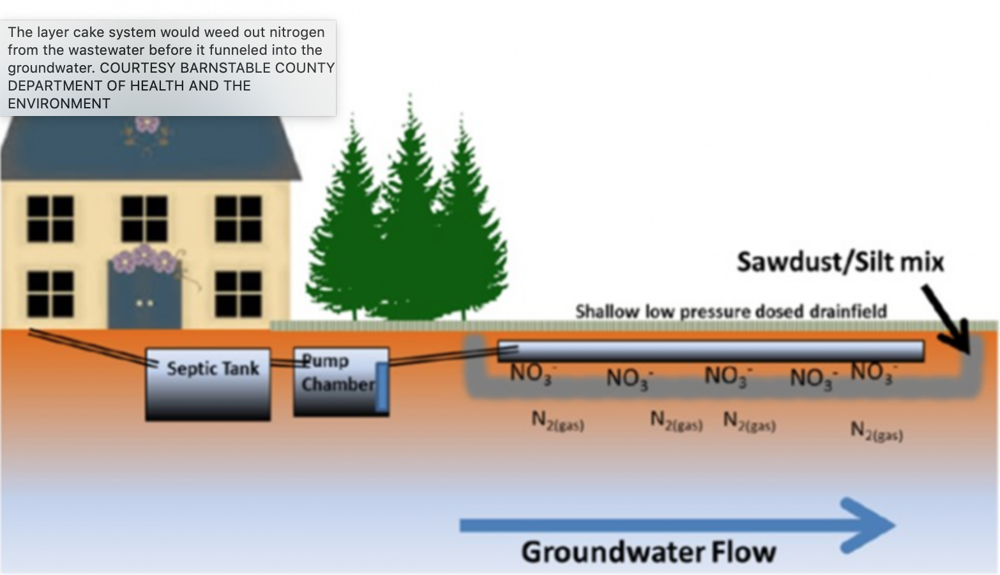 The layer cake system would weed out nitrogen
from the wastewater before it funneled into the
groundwater. COURTESY BARNSTABLE COUNTY
DEPARTMENT OF HEALTH AND THE
ENVIRONMENT
Sawdust/Silt mix
Shallow low pressure dosed drainfield
Septic Tank
Pump
Chamber
NO₃⁻ NO₃⁻ NO₃⁻ NO₃⁻ NO₃⁻
N₂(gas) N₂(gas) N₂(gas) N₂(gas)
Groundwater Flow